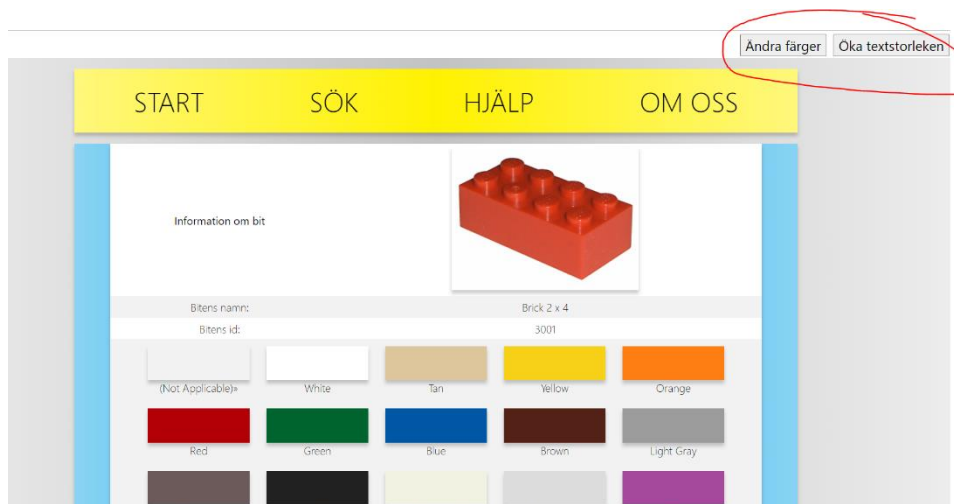 Ändra färger Öka textstorleken
START SÖK HJÄLP OM OSS
Information om bit
Bitens namn: Brick 2 x 4
Bitens id: 3001
(Not Applicable)» White Tan Yellow Orange
Red Green Blue Brown Light Gray